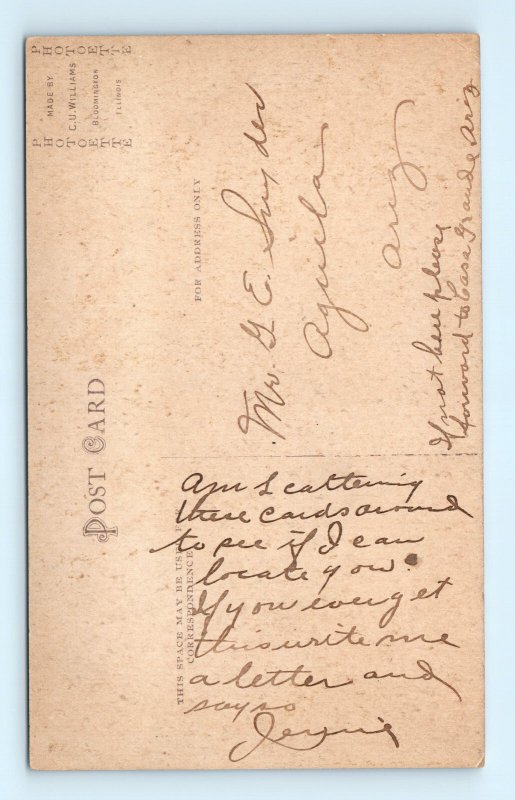 PHOTOETTE
MADE BY
C.U. WILLIAMS
BLOOMINGTON
ILLINOIS
PHOTOETTE
POST CARD
THIS SPACE MAY BE USED F
CORRESPONDENCE
FOR ADDRESS ONLY
Am Scattering
these cards around
to see if I can
locate you.
If you ever get
this write me
a letter and
say so
Jennie
Mr. G E. Snyder
Aguila
Ariz
If not here please
forward to Casa Grande Ariz